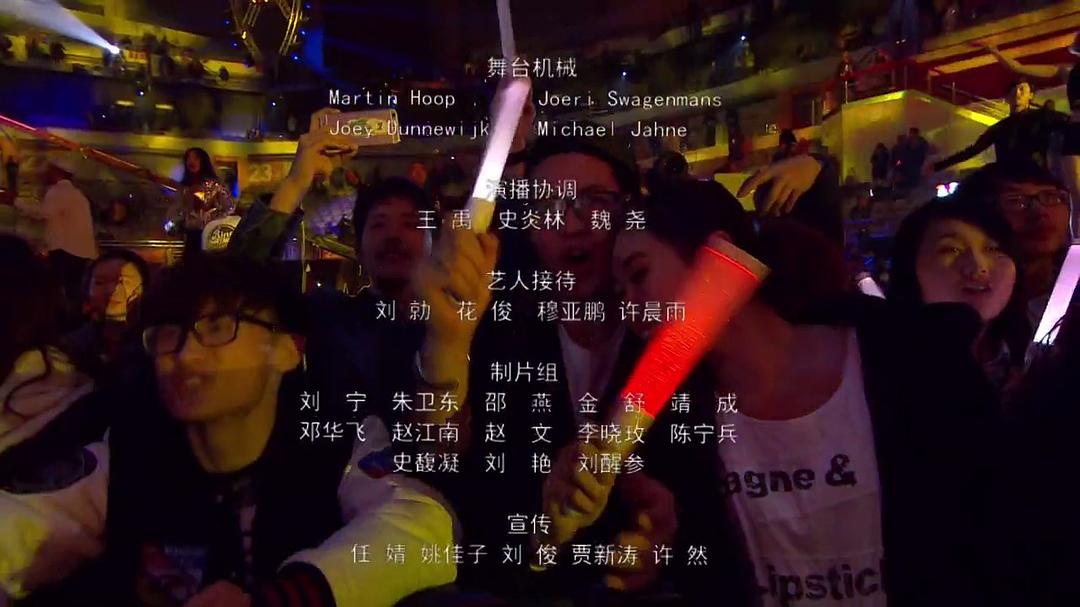 舞台机械
Martin Hoop Joeri Swagenmans
Joey Dunnewijk Michael Jahne
演播协调
王 禹 史炎林 魏 尧
艺人接待
刘 勍 花 俊 穆亚鹏 许晨雨
制片组
刘 宁 朱卫东 邵 燕 金 舒 靖 成
邓华飞 赵江南 赵 文 李晓玫 陈宁兵
史馥凝 刘 艳 刘醒参
宣传
任 婧 姚佳子 刘 俊 贾新涛 许 然
23
agne &
ipstic